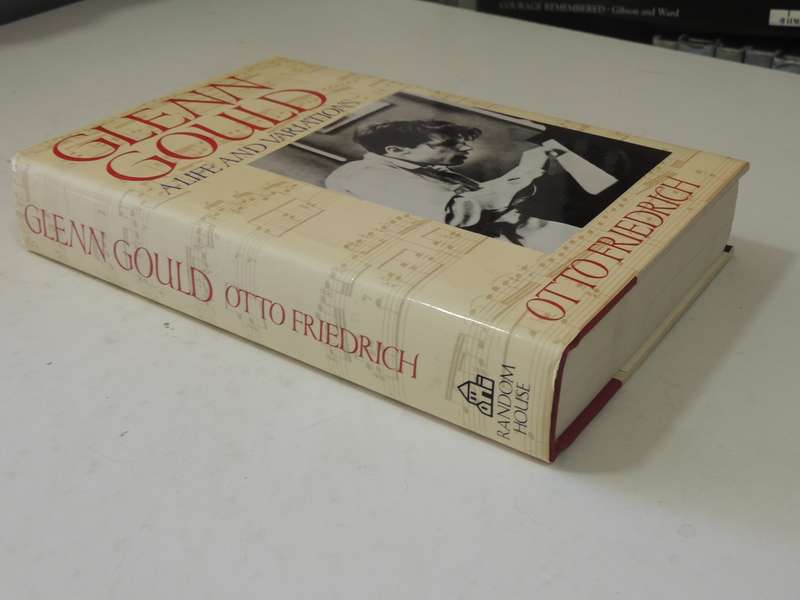 COURAGE REMEMBERED / Gibson and Ward
GLENN
GOULD
A LIFE AND VARIATIONS
OTTO FRIEDRICH
GLENN GOULD OTTO FRIEDRICH
RANDOM
HOUSE